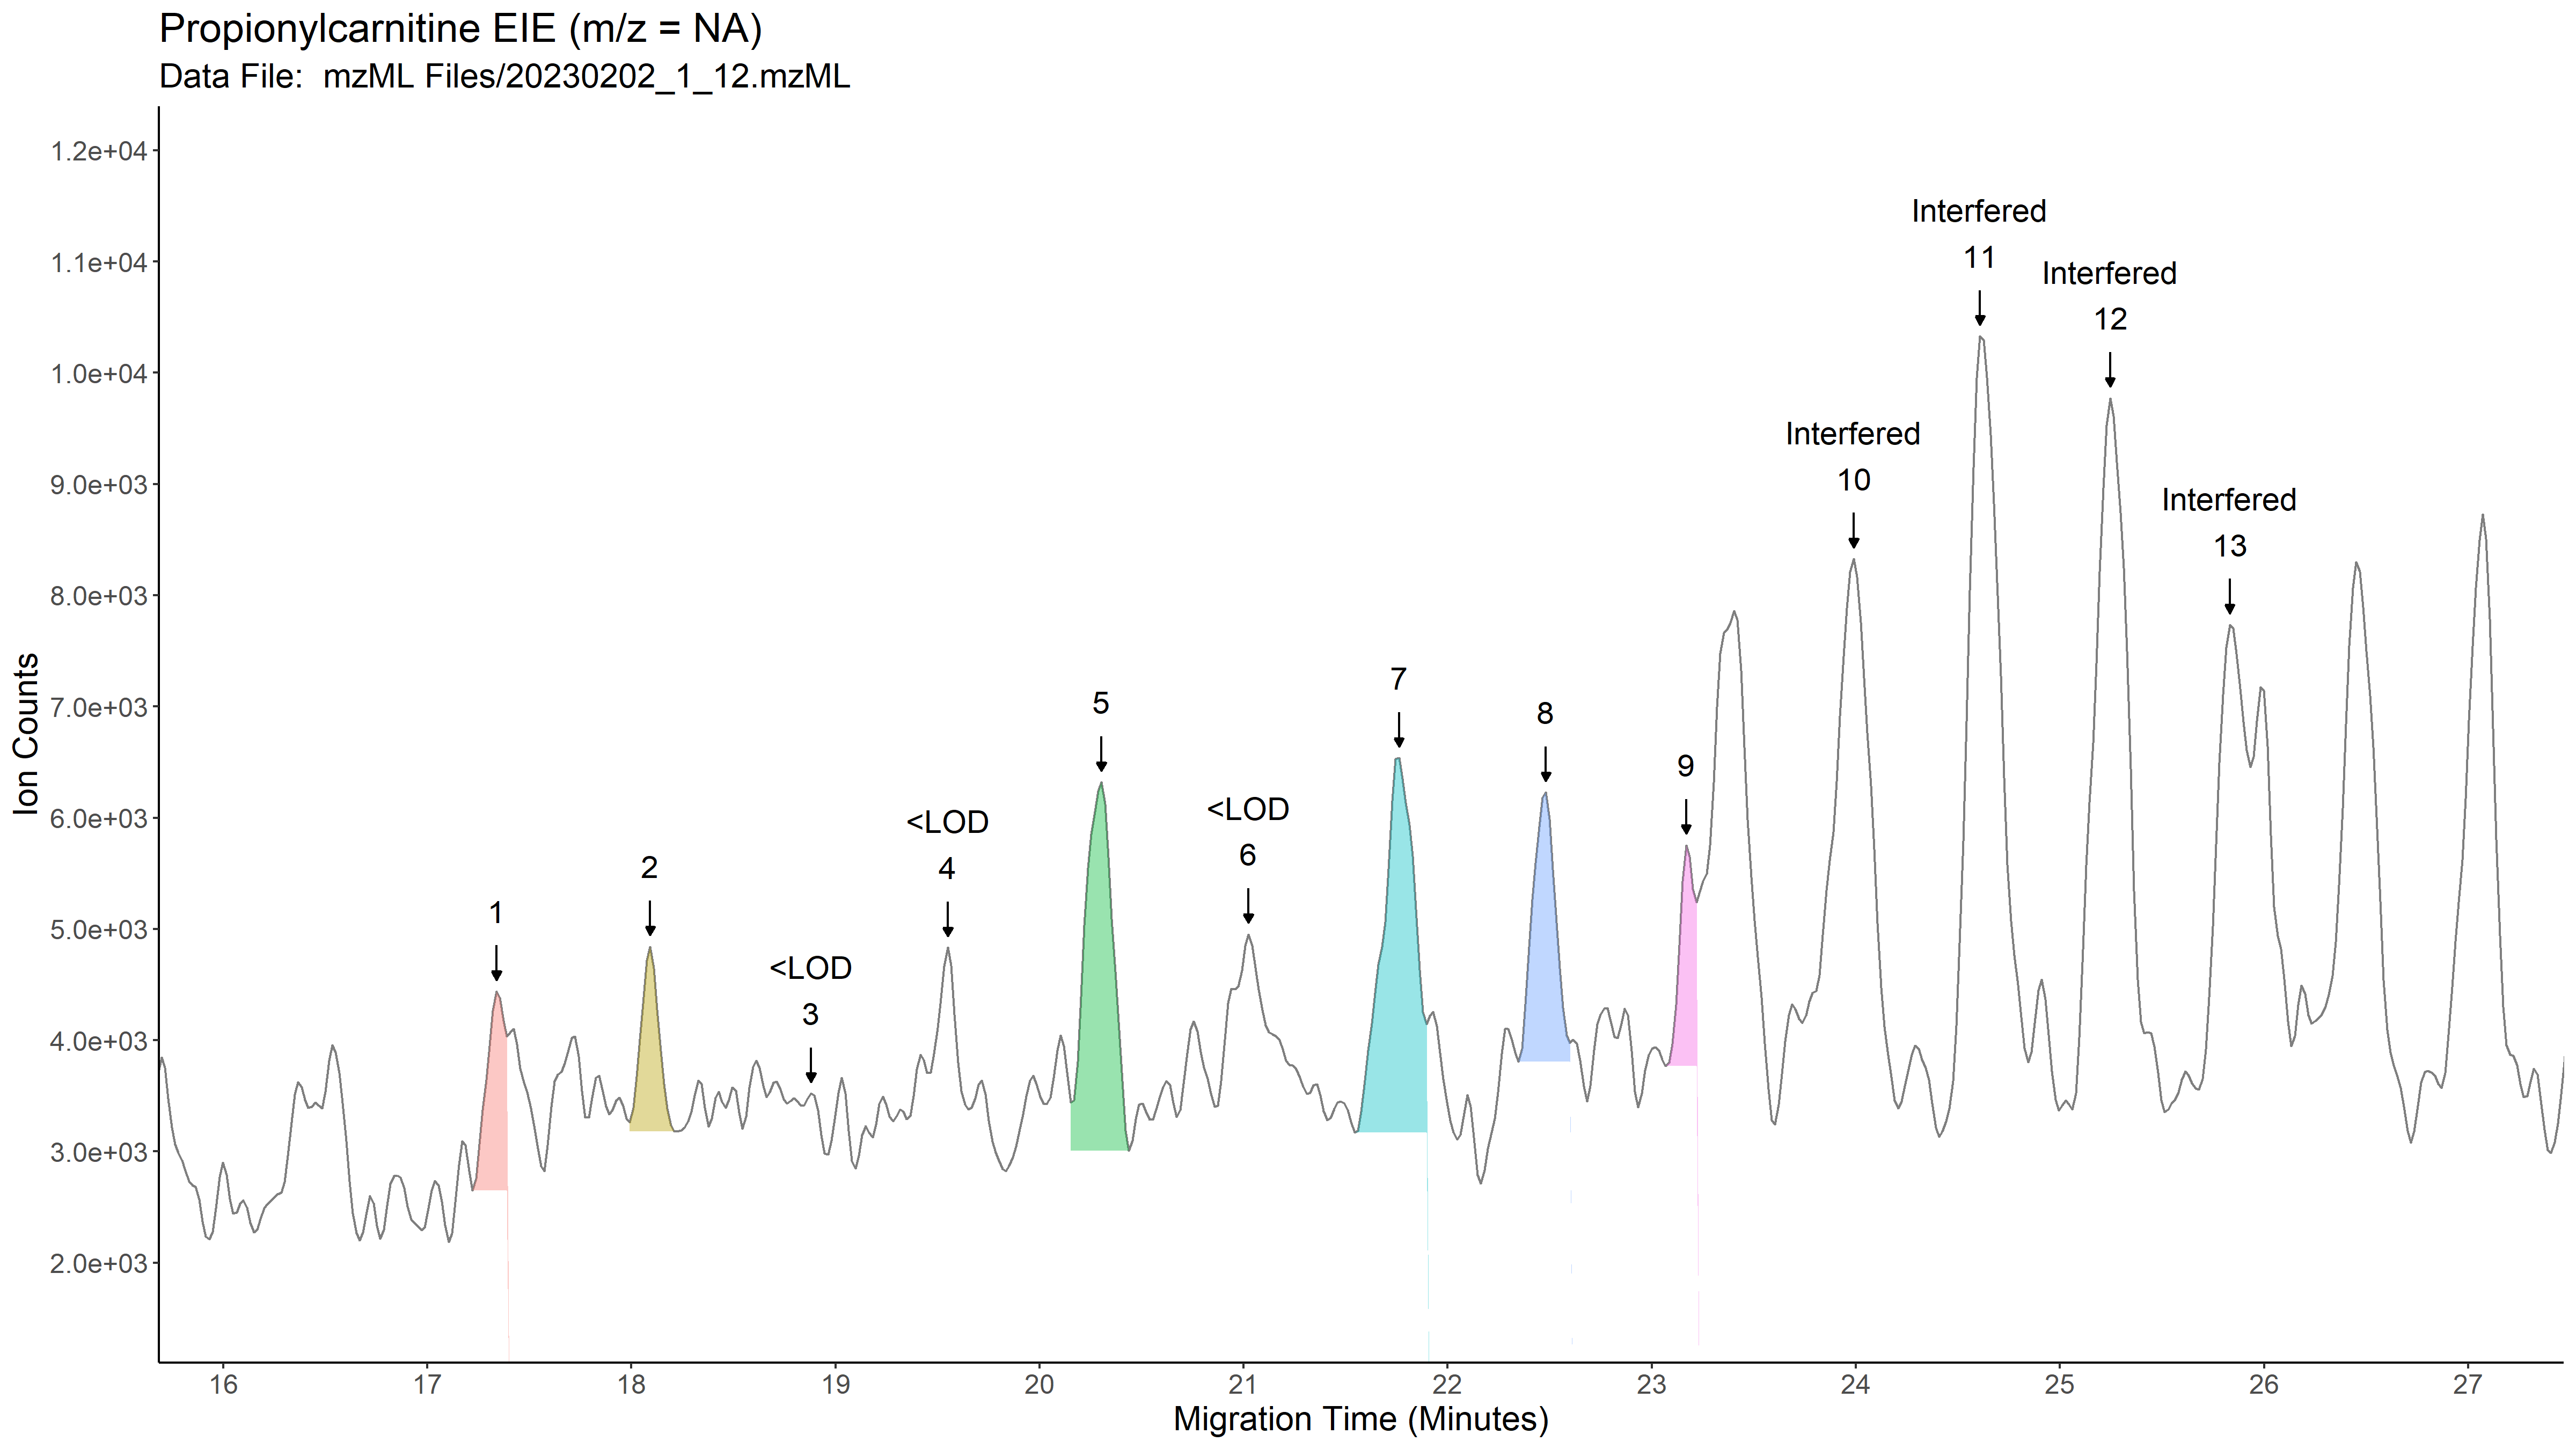 Propionylcarnitine EIE (m/z = NA)
Data File:  mzML Files/20230202_1_12.mzML
Ion Counts
1.2e+04
1.1e+04
1.0e+04
9.0e+03
8.0e+03
7.0e+03
6.0e+03
5.0e+03
4.0e+03
3.0e+03
2.0e+03
1
2
<LOD
3
<LOD
4
5
<LOD
6
7
8
9
Interfered
10
Interfered
11
Interfered
12
Interfered
13
16 17 18 19 20 21 22 23 24 25 26 27
Migration Time (Minutes)